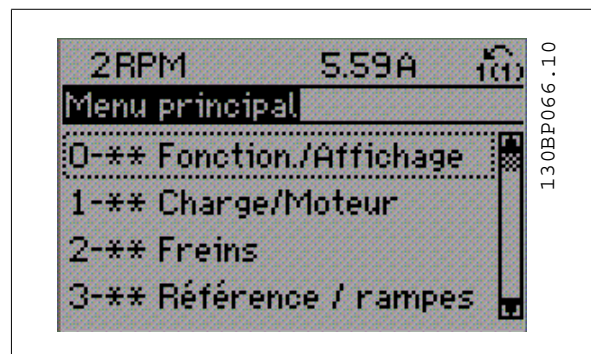 2RPM 5.59A 1(1)
Menu principal
0-** Fonction./Affichage
1-** Charge/Moteur
2-** Freins
3-** Référence / rampes
130BP066.10